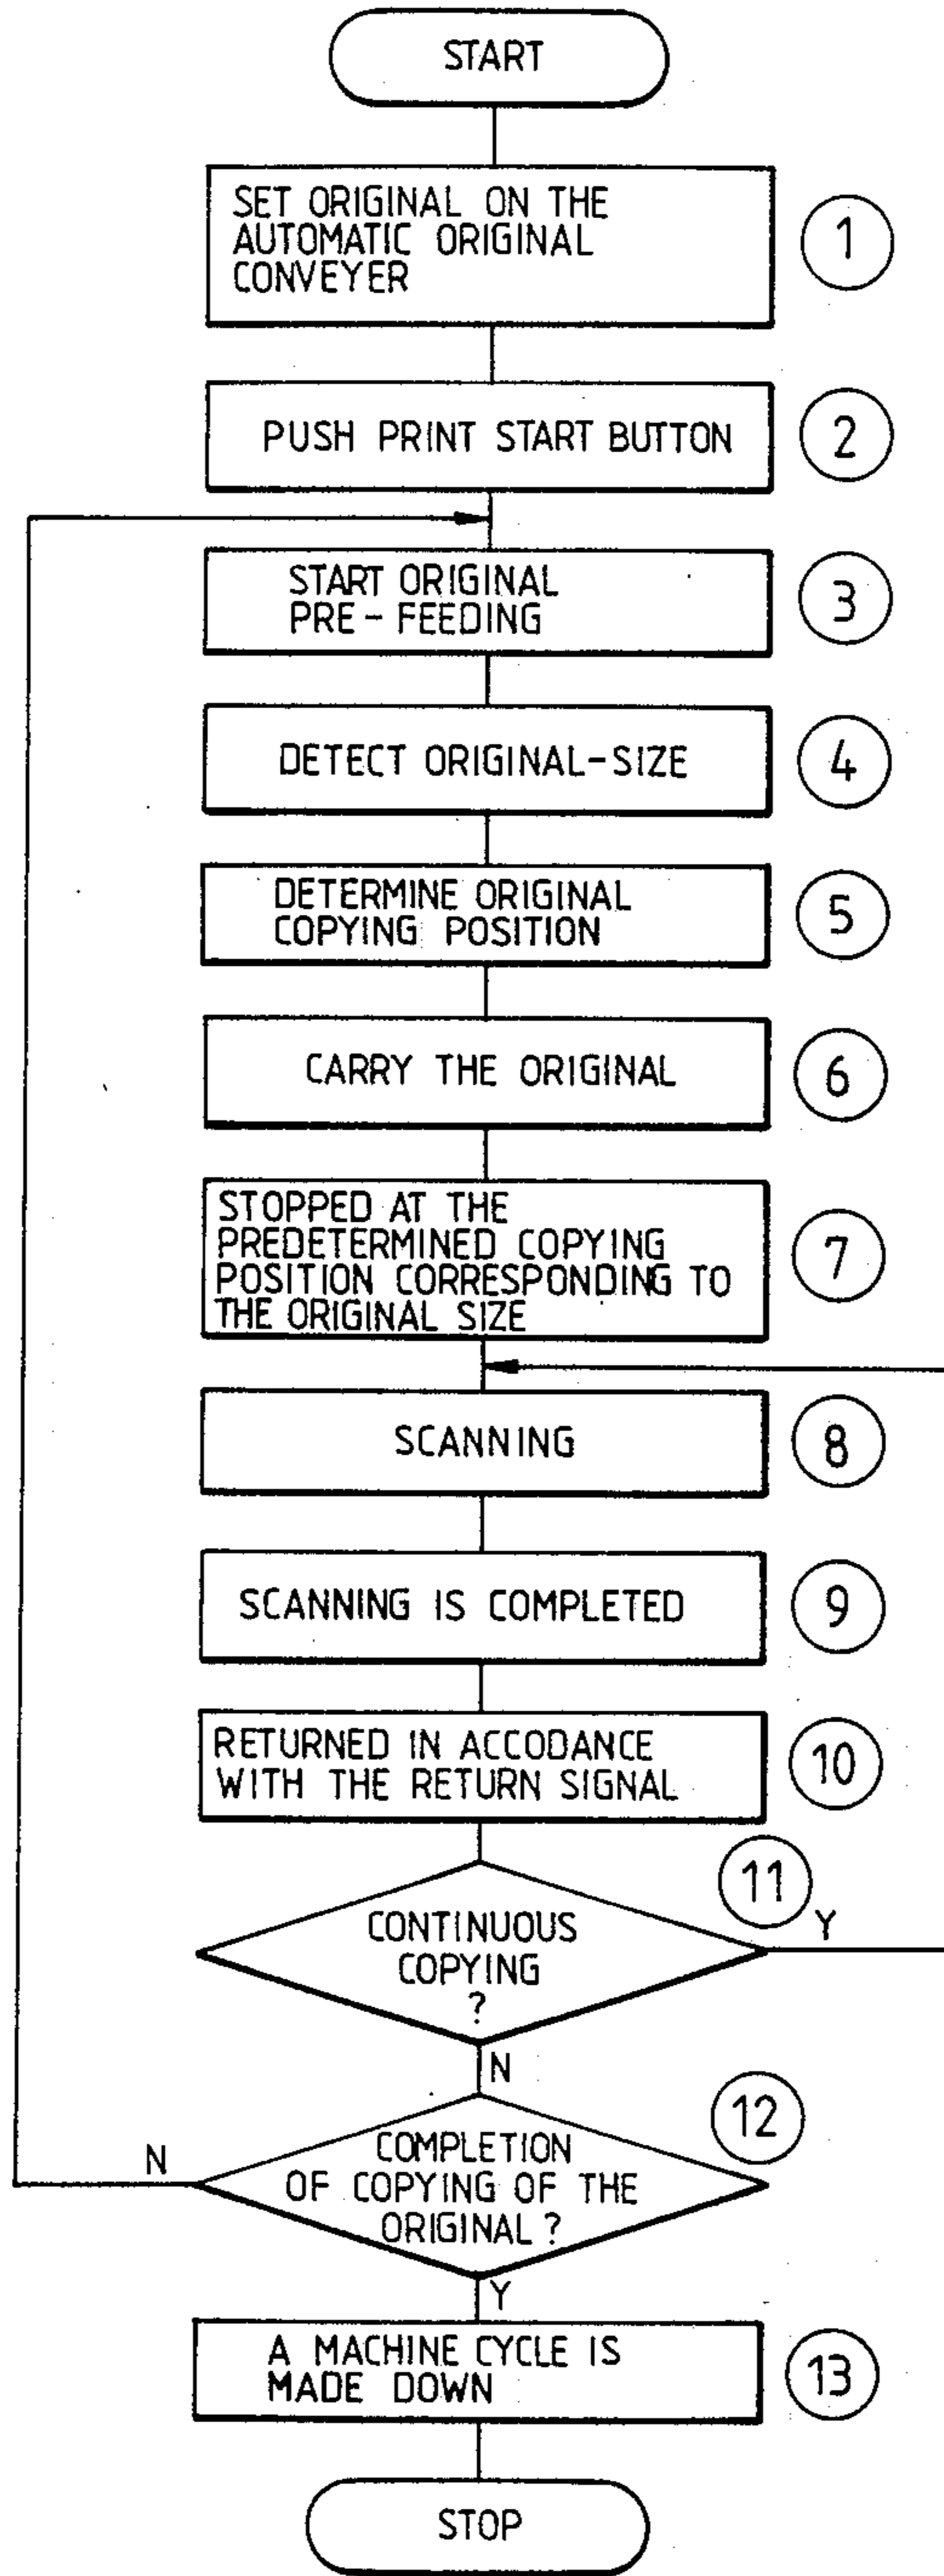 START
SET ORIGINAL ON THE
AUTOMATIC ORIGINAL
CONVEYER
1
PUSH PRINT START BUTTON
2
START ORIGINAL
PRE-FEEDING
3
DETECT ORIGINAL-SIZE
4
DETERMINE ORIGINAL
COPYING POSITION
5
CARRY THE ORIGINAL
6
STOPPED AT THE
PREDETERMINED COPYING
POSITION CORRESPONDING TO
THE ORIGINAL SIZE
7
SCANNING
8
SCANNING IS COMPLETED
9
RETURNED IN ACCODANCE
WITH THE RETURN SIGNAL
10
11
CONTINUOUS
COPYING
?
Y
N
12
COMPLETION
OF COPYING OF THE
ORIGINAL ?
N
Y
A MACHINE CYCLE IS
MADE DOWN
13
STOP